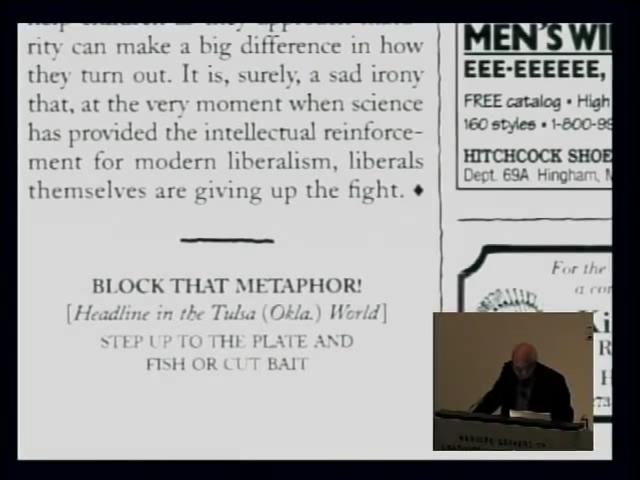 rity can make a big difference in how
they turn out. It is, surely, a sad irony
that, at the very moment when science
has provided the intellectual reinforce-
ment for modern liberalism, liberals
themselves are giving up the fight.
BLOCK THAT METAPHOR!
[Headline in the Tulsa (Okla.) World]
STEP UP TO THE PLATE AND
FISH OR CUT BAIT
MEN'S WI
EEE-EEEEEE,
FREE catalog • High
160 styles • 1-800-9
HITCHCOCK SHOE
Dept. 69A Hingham,
For the